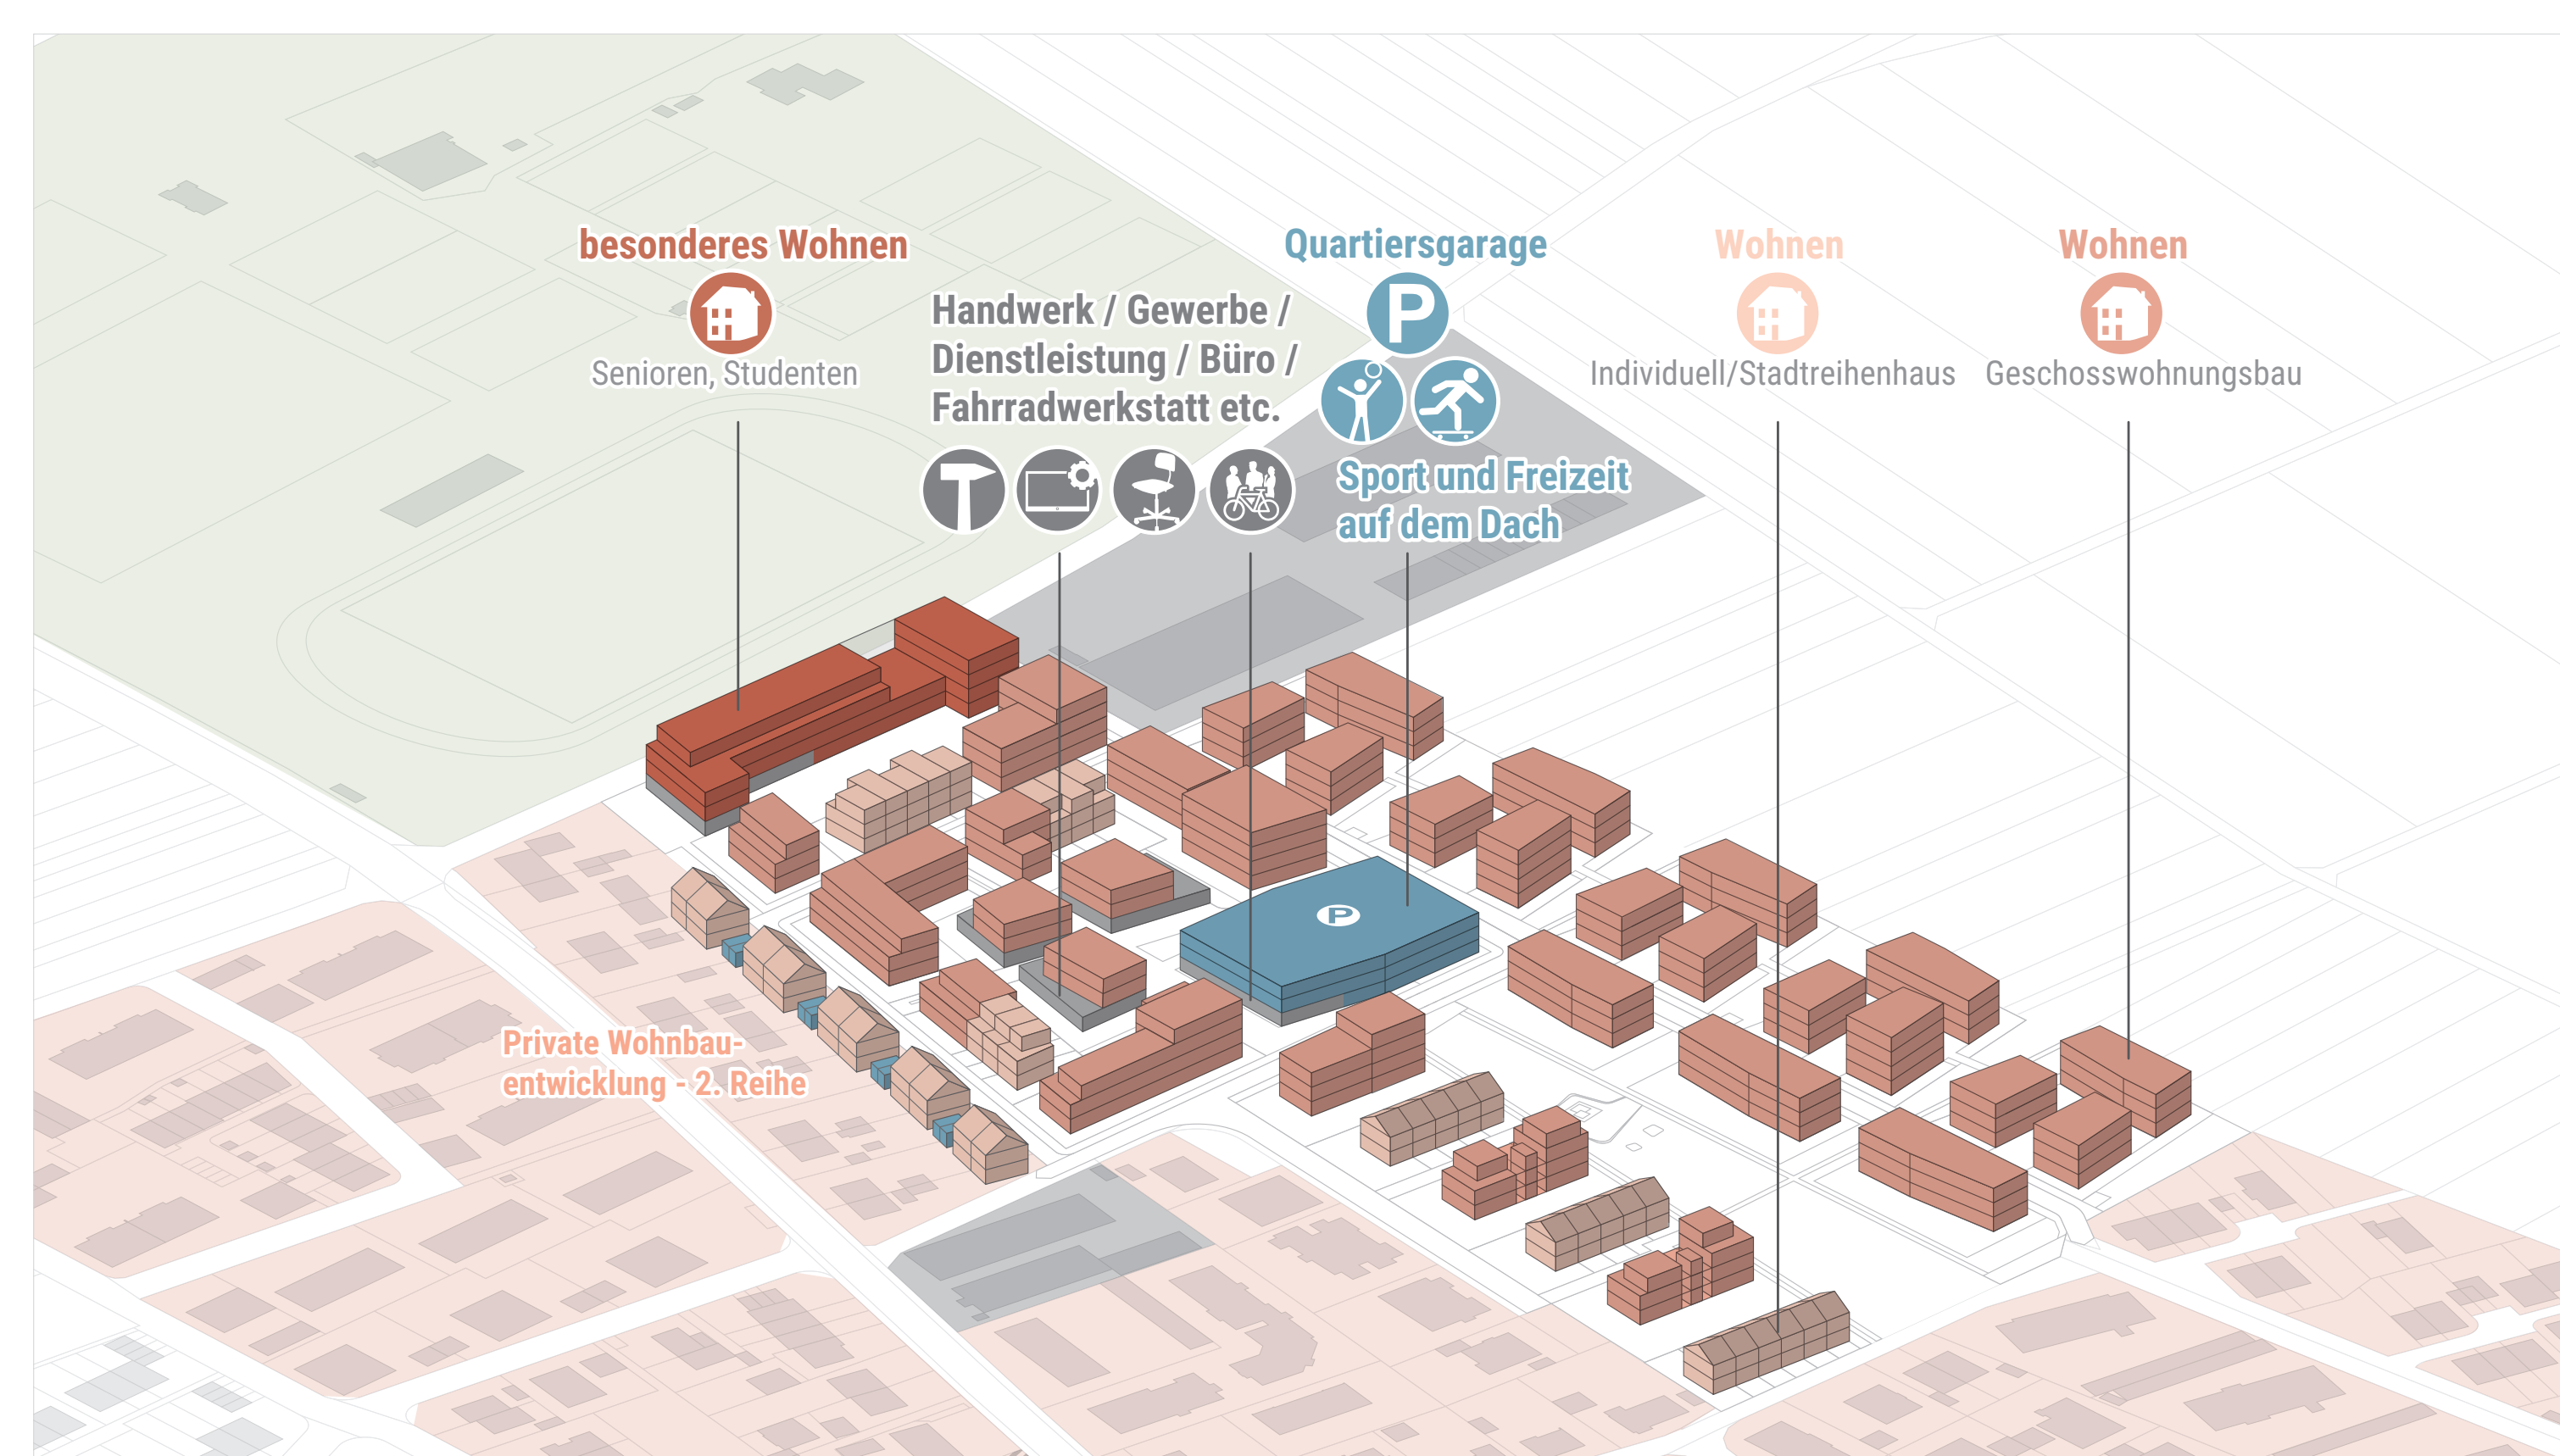 besonderes Wohnen
Senioren, Studenten
Handwerk / Gewerbe /
Dienstleistung / Büro /
Fahrradwerkstatt etc.
Quartiersgarage
P
Sport und Freizeit
auf dem Dach
Wohnen
Individuell/Stadtreihenhaus
Wohnen
Geschosswohnungsbau
P
Private Wohnbau-
entwicklung - 2. Reihe